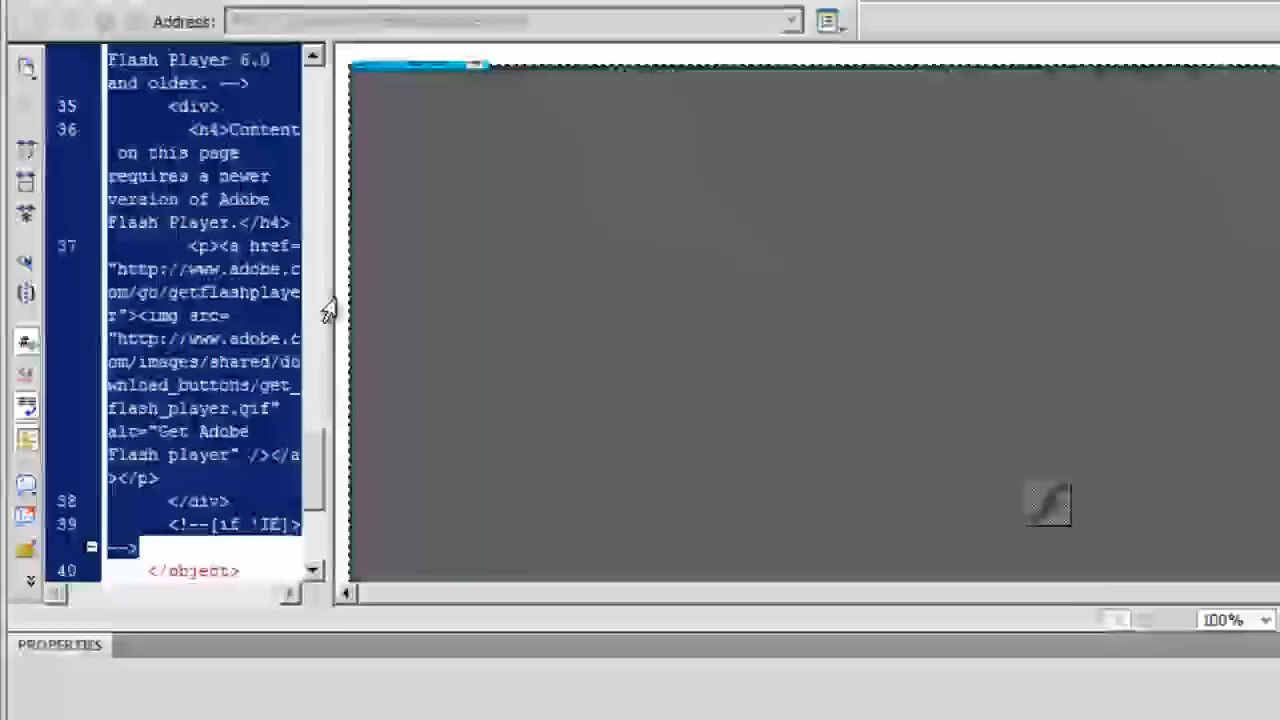 Address:
Flash Player 6.0
and older. -->
35 <div>
36 <h4>Content
on this page
requires a newer
version of Adobe
Flash Player.</h4>
37 <p><a href=
"http://www.adobe.c
om/go/getflashplaye
r"><img src=
"http://www.adobe.c
om/images/shared/do
wnload_buttons/get_
flash_player.gif"
alt="Get Adobe
Flash player" /></a
></p>
38 </div>
39 <!--[if !IE]>
-->
40 </object>
100%
PROPERTIES